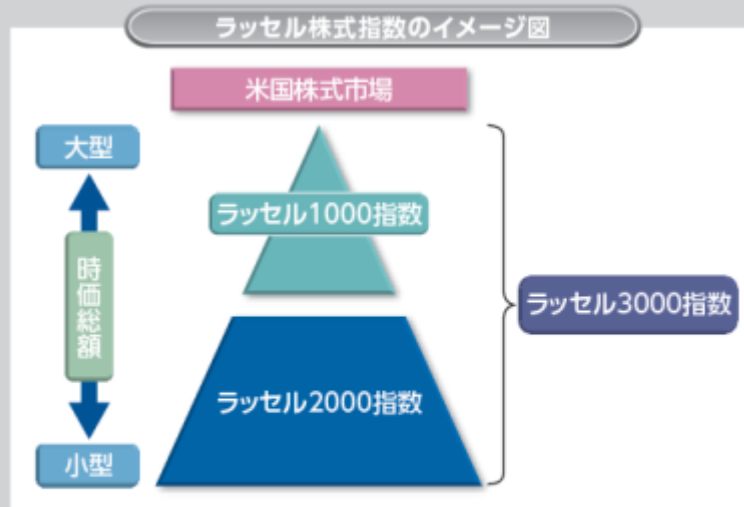 ラッセル株式指数のイメージ図
米国株式市場
大型
ラッセル1000指数
時価総額
ラッセル3000指数
ラッセル2000指数
小型